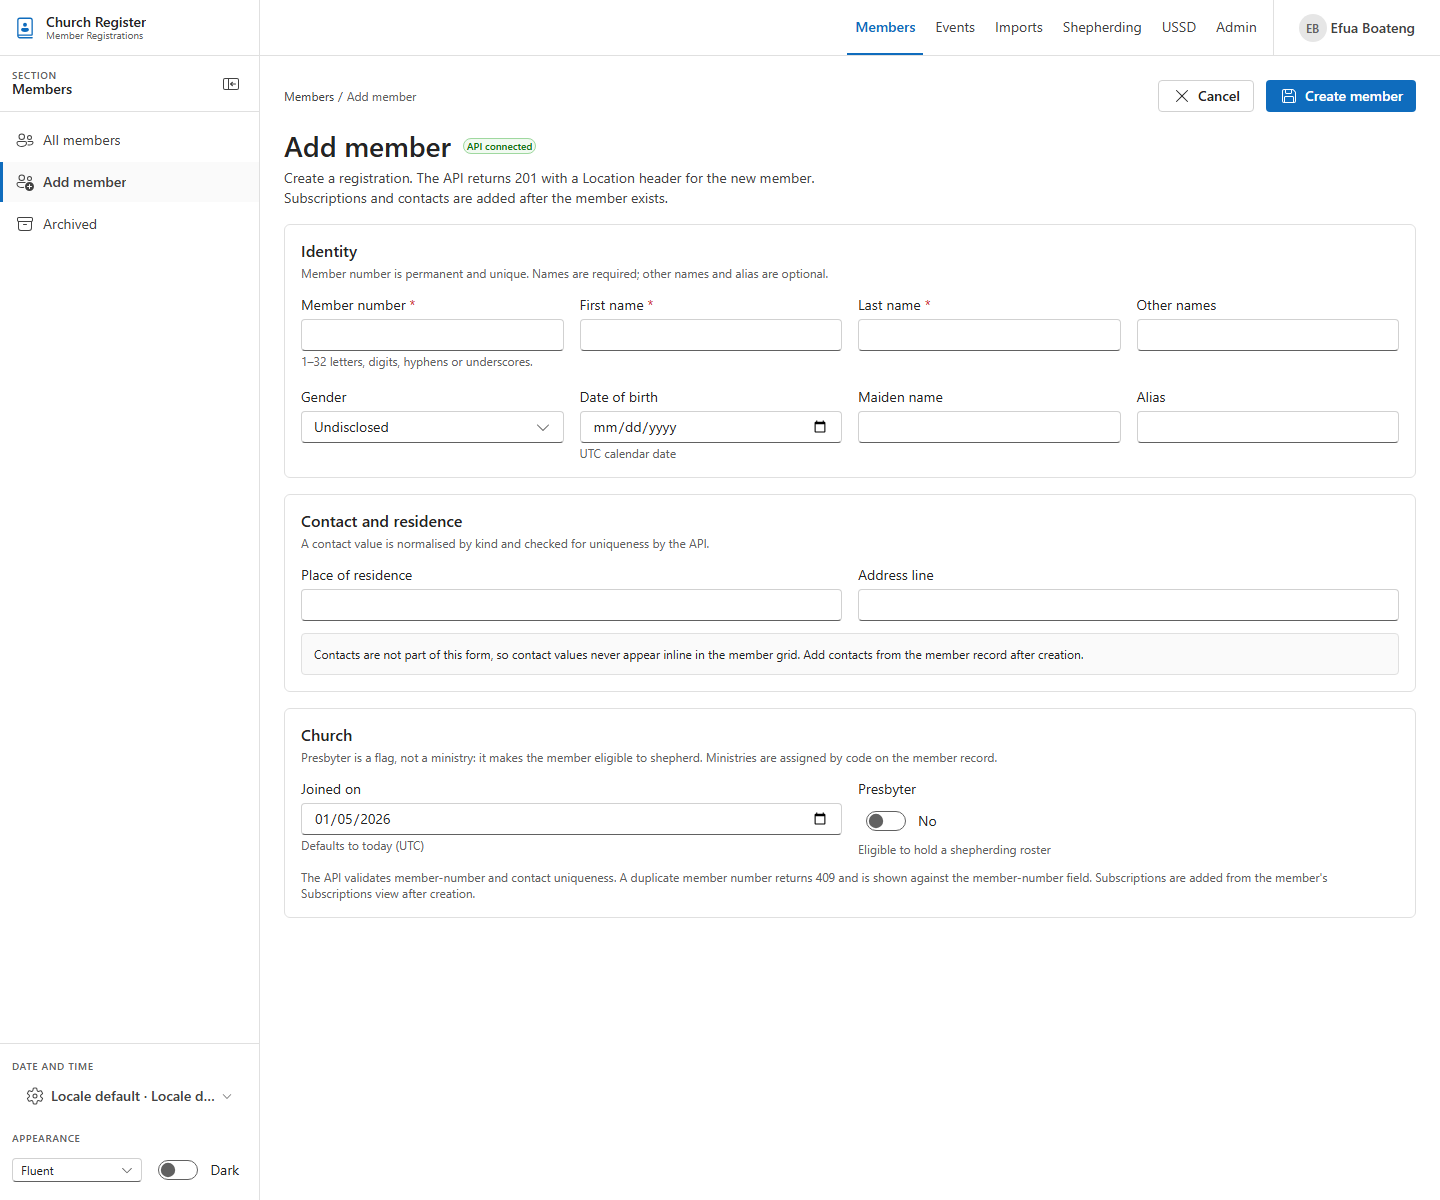 Church Register
Member Registrations
Members
Events
Imports
Shepherding
USSD
Admin
EB
Efua Boateng
SECTION
Members
All members
Add member
Archived
DATE AND TIME
Locale default · Locale d...
APPEARANCE
Fluent
Dark
Members / Add member
Cancel
Create member
Add member
API connected
Create a registration. The API returns 201 with a Location header for the new member.
Subscriptions and contacts are added after the member exists.
Identity
Member number is permanent and unique. Names are required; other names and alias are optional.
Member number *
First name *
Last name *
Other names
1–32 letters, digits, hyphens or underscores.
Gender
Date of birth
Maiden name
Alias
Undisclosed
mm/dd/yyyy
UTC calendar date
Contact and residence
A contact value is normalised by kind and checked for uniqueness by the API.
Place of residence
Address line
Contacts are not part of this form, so contact values never appear inline in the member grid. Add contacts from the member record after creation.
Church
Presbyter is a flag, not a ministry: it makes the member eligible to shepherd. Ministries are assigned by code on the member record.
Joined on
Presbyter
01/05/2026
No
Defaults to today (UTC)
Eligible to hold a shepherding roster
The API validates member-number and contact uniqueness. A duplicate member number returns 409 and is shown against the member-number field. Subscriptions are added from the member's
Subscriptions view after creation.